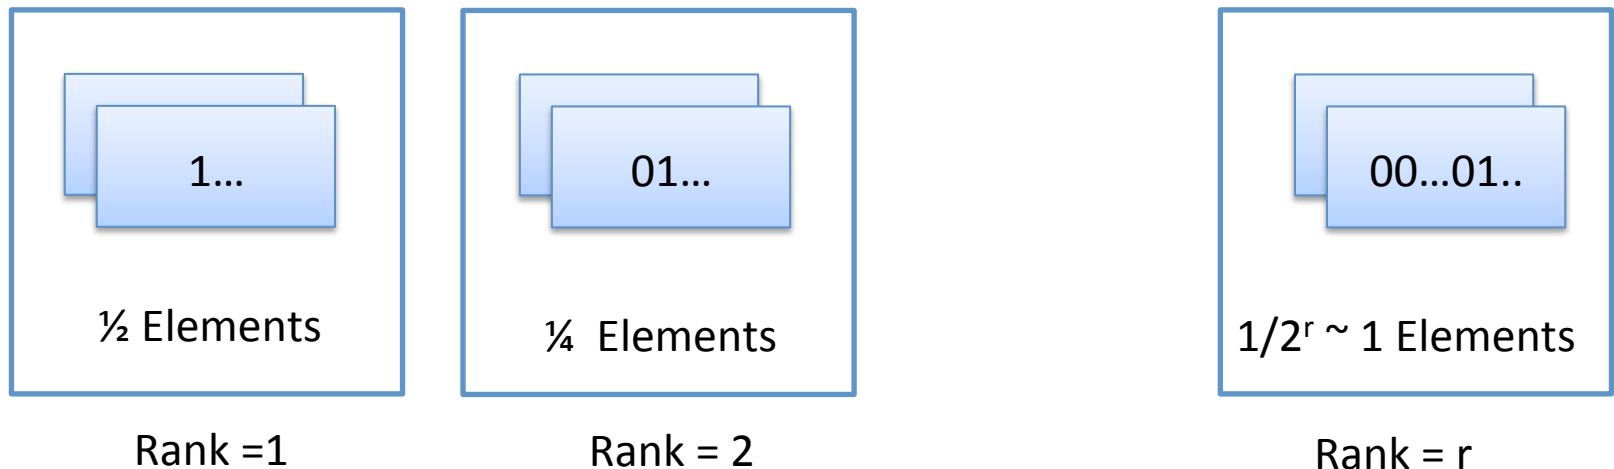 1...
½ Elements
Rank =1
01...
¼ Elements
Rank = 2
00...01..
1/2ʳ ~ 1 Elements
Rank = r